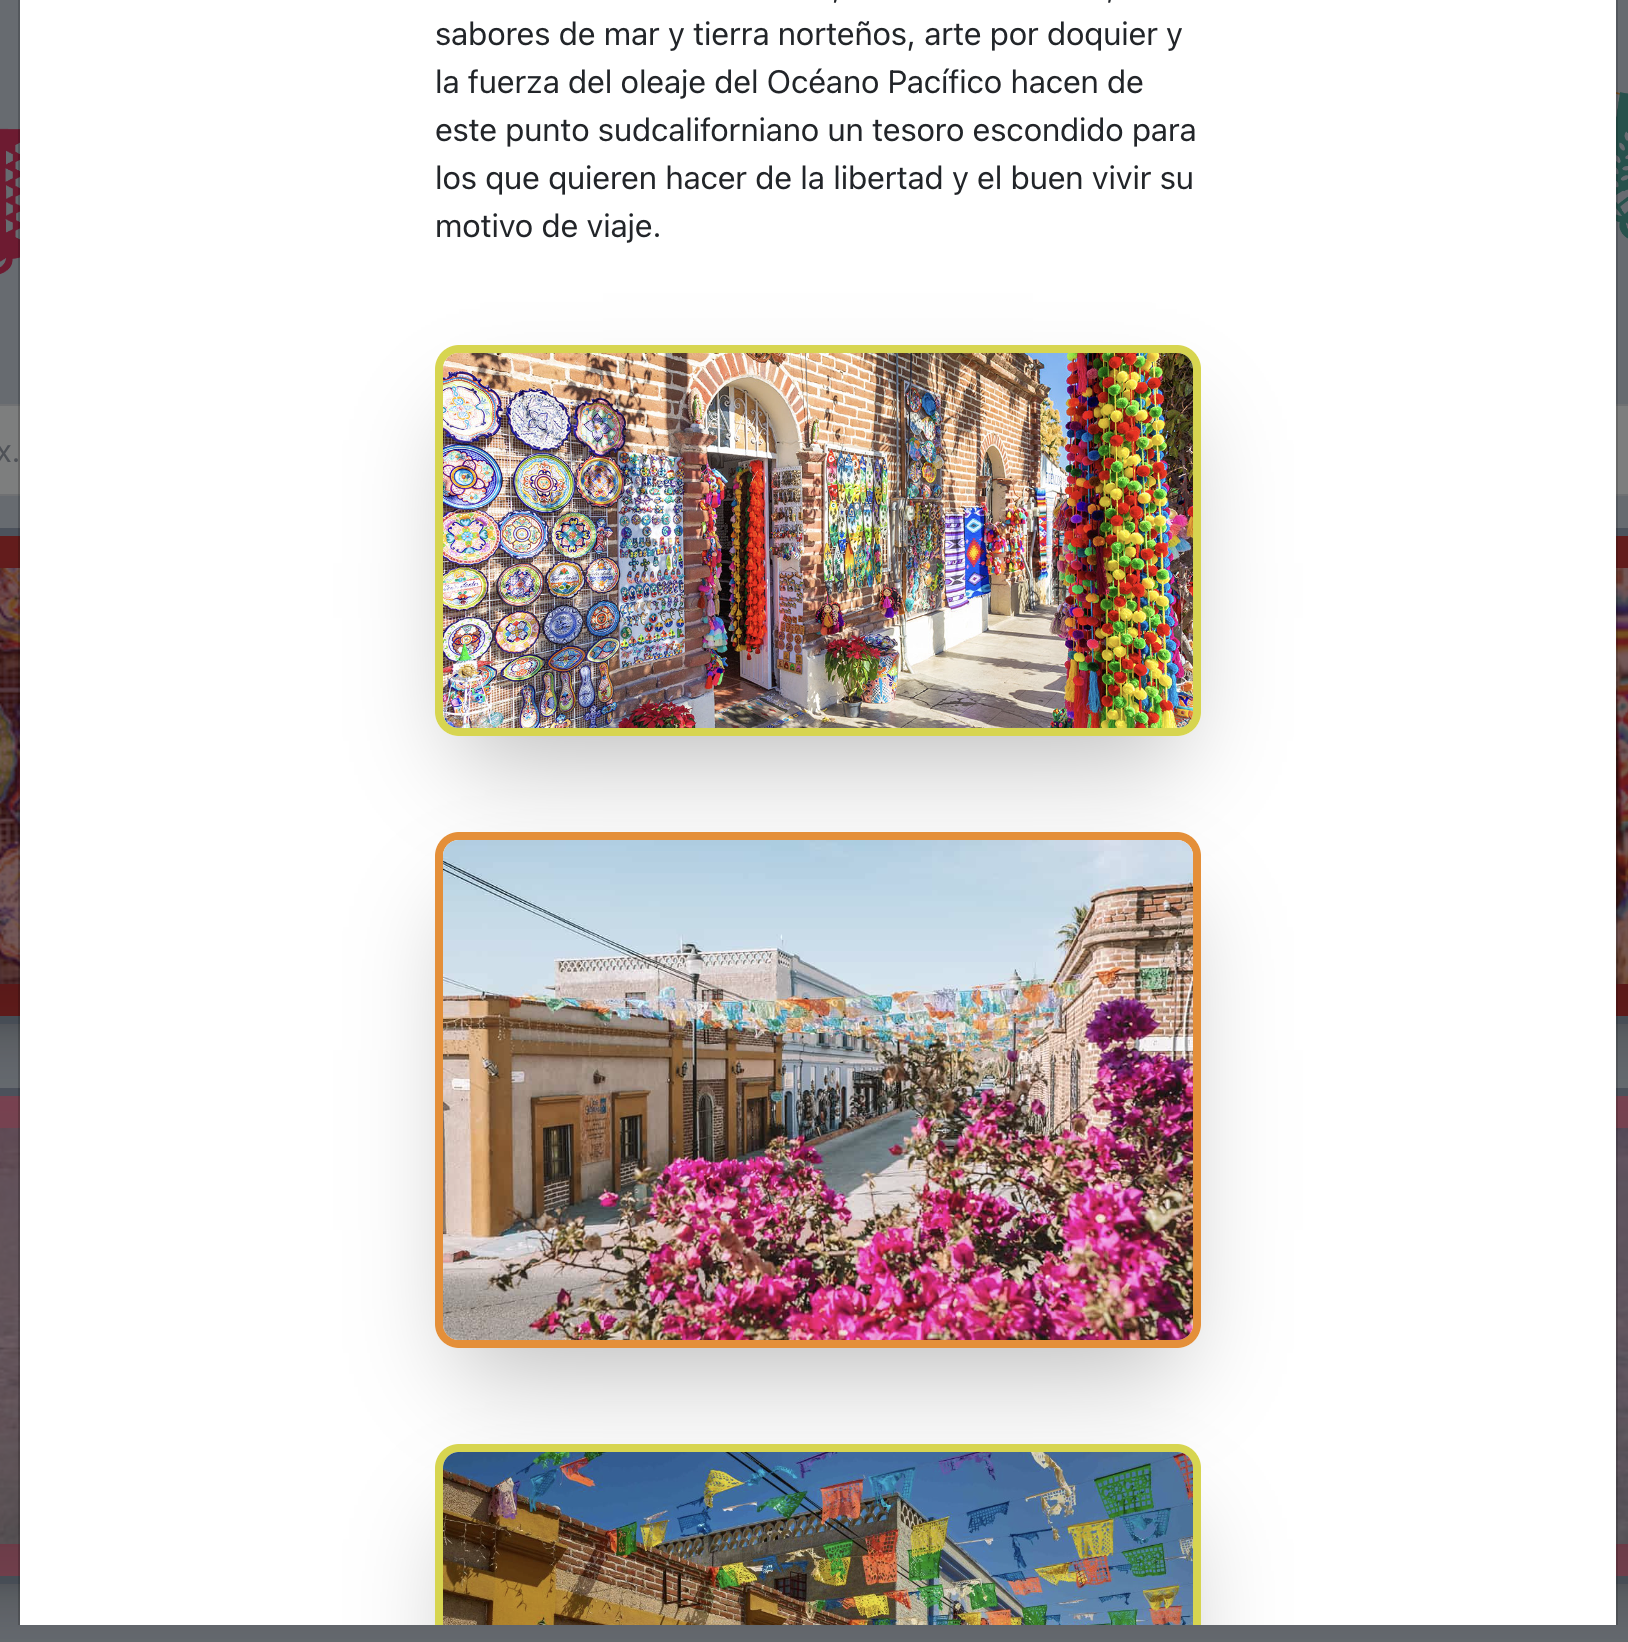 sabores de mar y tierra norteños, arte por doquier y
la fuerza del oleaje del Océano Pacífico hacen de
este punto sudcaliforniano un tesoro escondido para
los que quieren hacer de la libertad y el buen vivir su
motivo de viaje.
x.